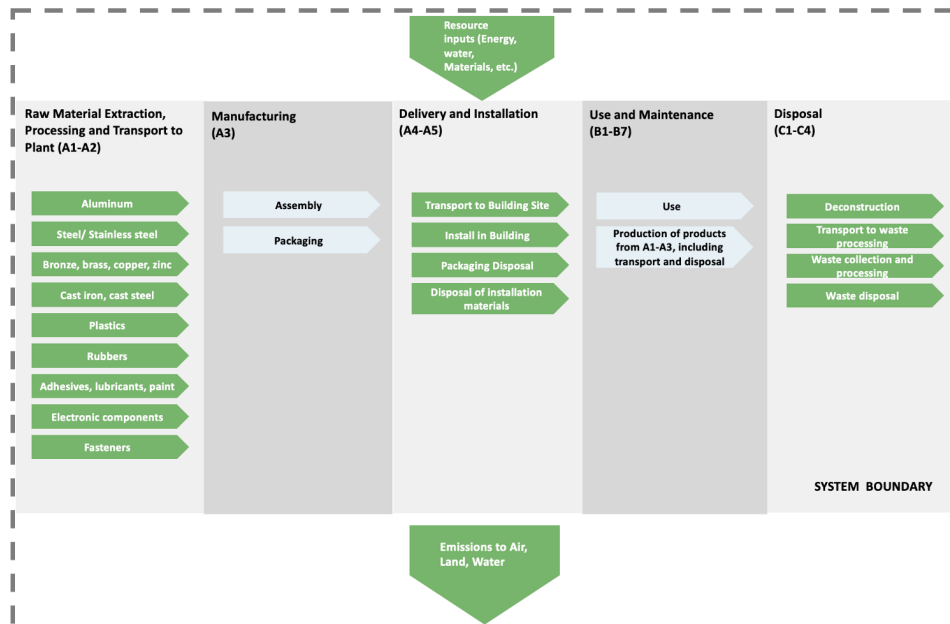 Resource
inputs (Energy,
water,
Materials, etc.)
Raw Material Extraction,
Processing and Transport to
Plant (A1-A2)
Aluminum
Steel/ Stainless steel
Bronze, brass, copper, zinc
Cast iron, cast steel
Plastics
Rubbers
Adhesives, lubricants, paint
Electronic components
Fasteners
Manufacturing
(A3)
Assembly
Packaging
Delivery and Installation
(A4-A5)
Transport to Building Site
Install in Building
Packaging Disposal
Disposal of installation
materials
Use and Maintenance
(B1-B7)
Use
Production of products
from A1-A3, including
transport and disposal
Disposal
(C1-C4)
Deconstruction
Transport to waste
processing
Waste collection and
processing
Waste disposal
SYSTEM BOUNDARY
Emissions to Air,
Land, Water